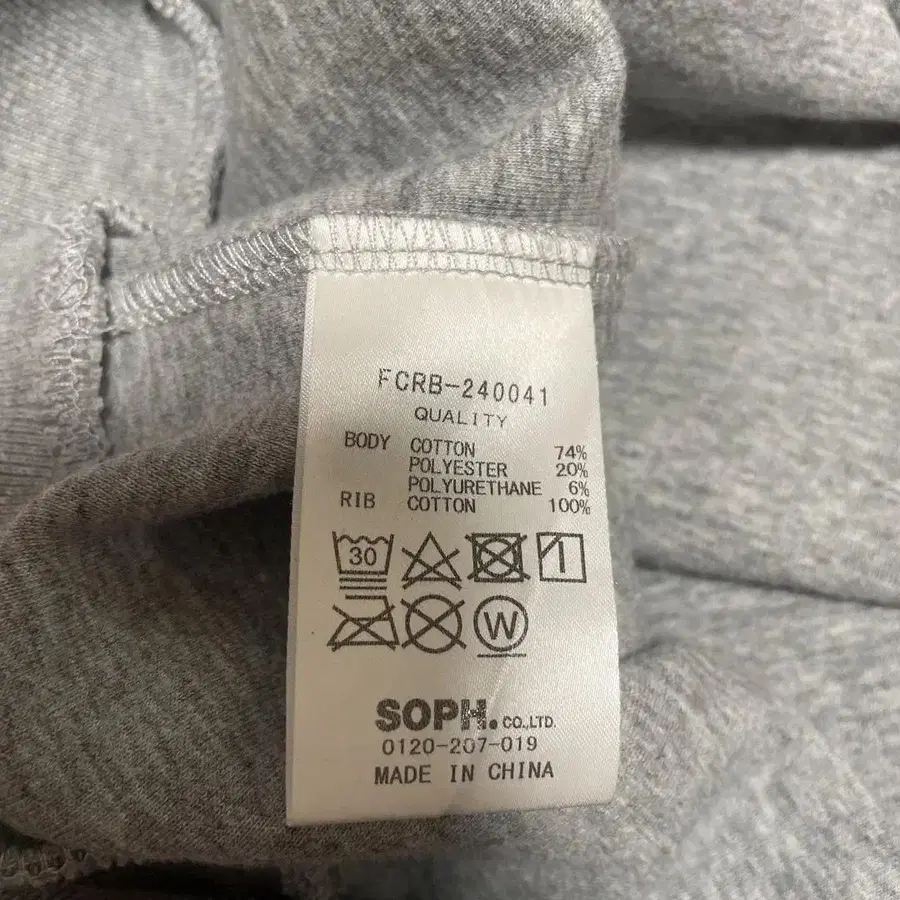 FCRB-240041
QUALITY
BODY COTTON 74%
POLYESTER 20%
POLYURETHANE 6%
RIB COTTON 100%
30
W
SOPH. CO.,LTD.
0120-207-019
MADE IN CHINA